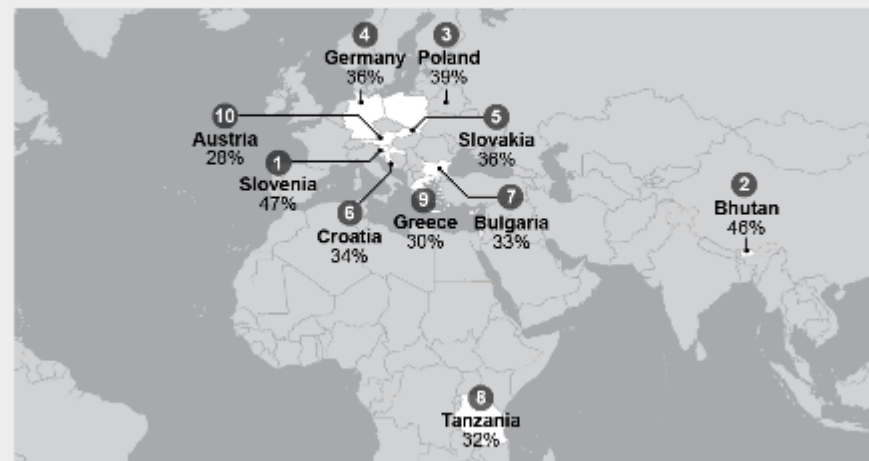 4
Germany
36%
3
Poland
39%
10
Austria
28%
5
Slovakia
36%
1
Slovenia
47%
6
Croatia
34%
9
Greece
30%
7
Bulgaria
33%
2
Bhutan
46%
8
Tanzania
32%